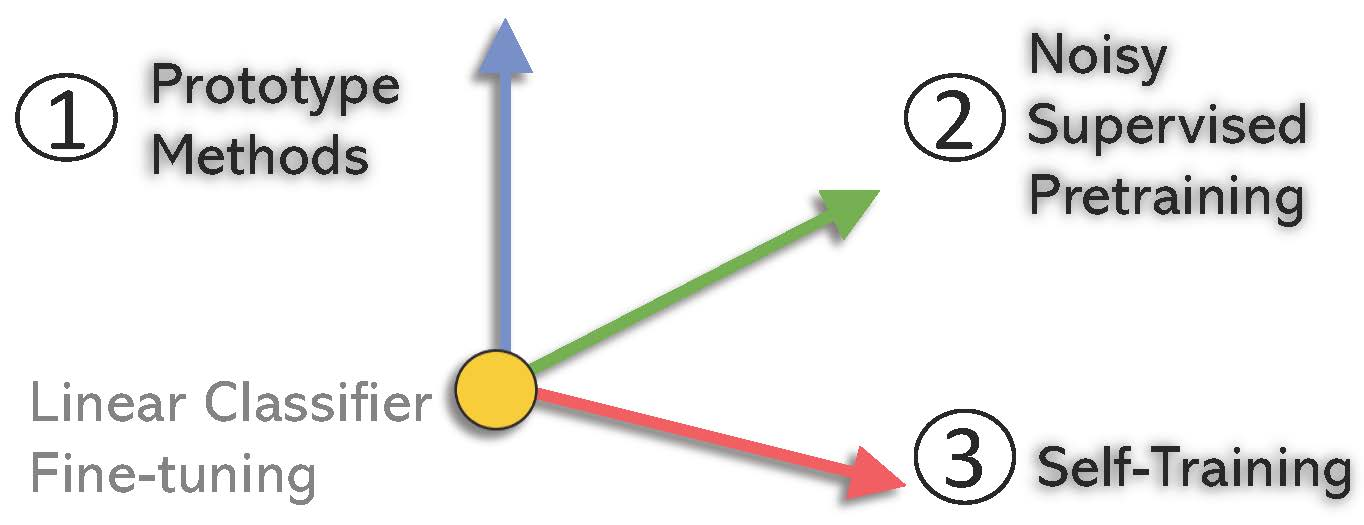 1
Prototype
Methods
2
Noisy
Supervised
Pretraining
Linear Classifier
Fine-tuning
3
Self-Training